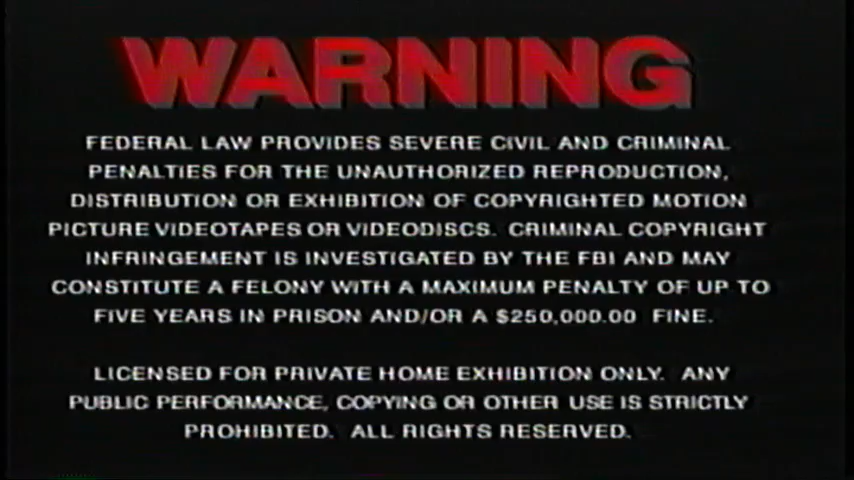 WARNING
FEDERAL LAW PROVIDES SEVERE CIVIL AND CRIMINAL
PENALTIES FOR THE UNAUTHORIZED REPRODUCTION,
DISTRIBUTION OR EXHIBITION OF COPYRIGHTED MOTION
PICTURE VIDEOTAPES OR VIDEODISCS. CRIMINAL COPYRIGHT
INFRINGEMENT IS INVESTIGATED BY THE FBI AND MAY
CONSTITUTE A FELONY WITH A MAXIMUM PENALTY OF UP TO
FIVE YEARS IN PRISON AND/OR A $250,000.00 FINE.
LICENSED FOR PRIVATE HOME EXHIBITION ONLY. ANY
PUBLIC PERFORMANCE, COPYING OR OTHER USE IS STRICTLY
PROHIBITED. ALL RIGHTS RESERVED.